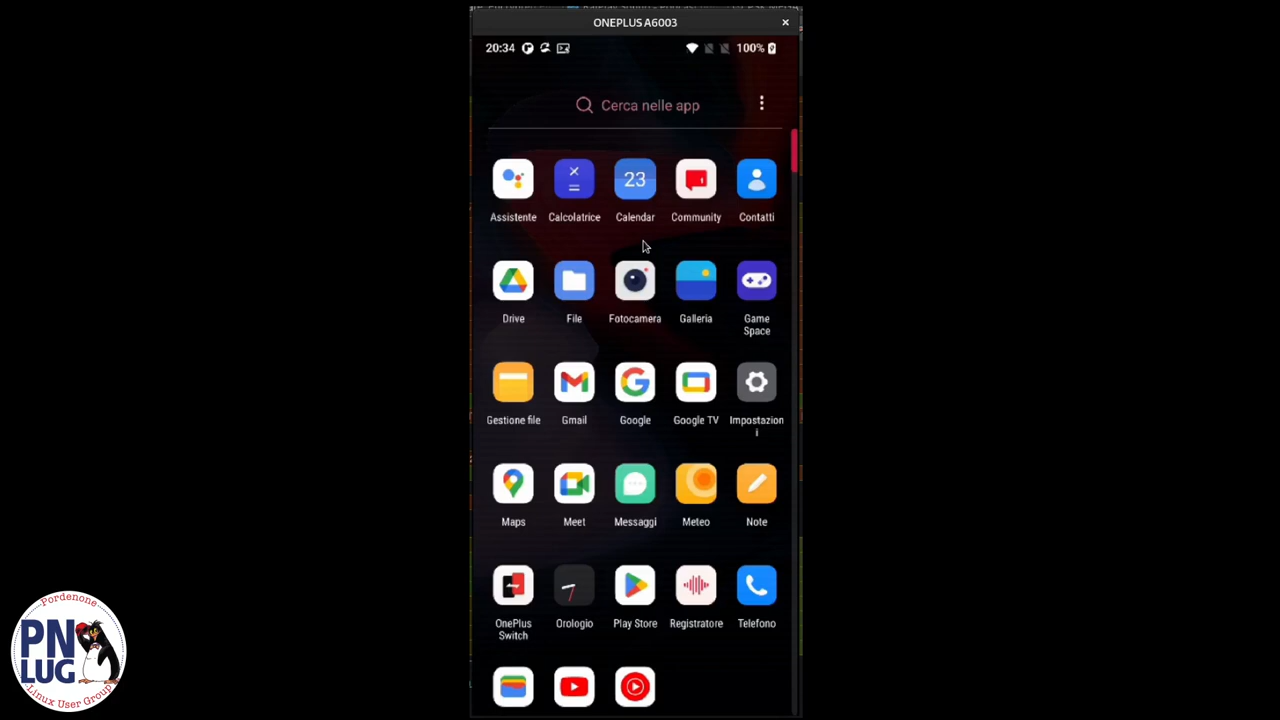 ONEPLUS A6003
20:34
100%
Cerca nelle app
23
Assistente
Calcolatrice
Calendar
Community
Contatti
Drive
File
Fotocamera
Galleria
Game
Space
Gestione file
Gmail
Google
Google TV
Impostazion
i
Maps
Meet
Messaggi
Meteo
Note
OnePlus
Switch
Orologio
Play Store
Registratore
Telefono
Pordenone
PN
LUG
Linux User Group